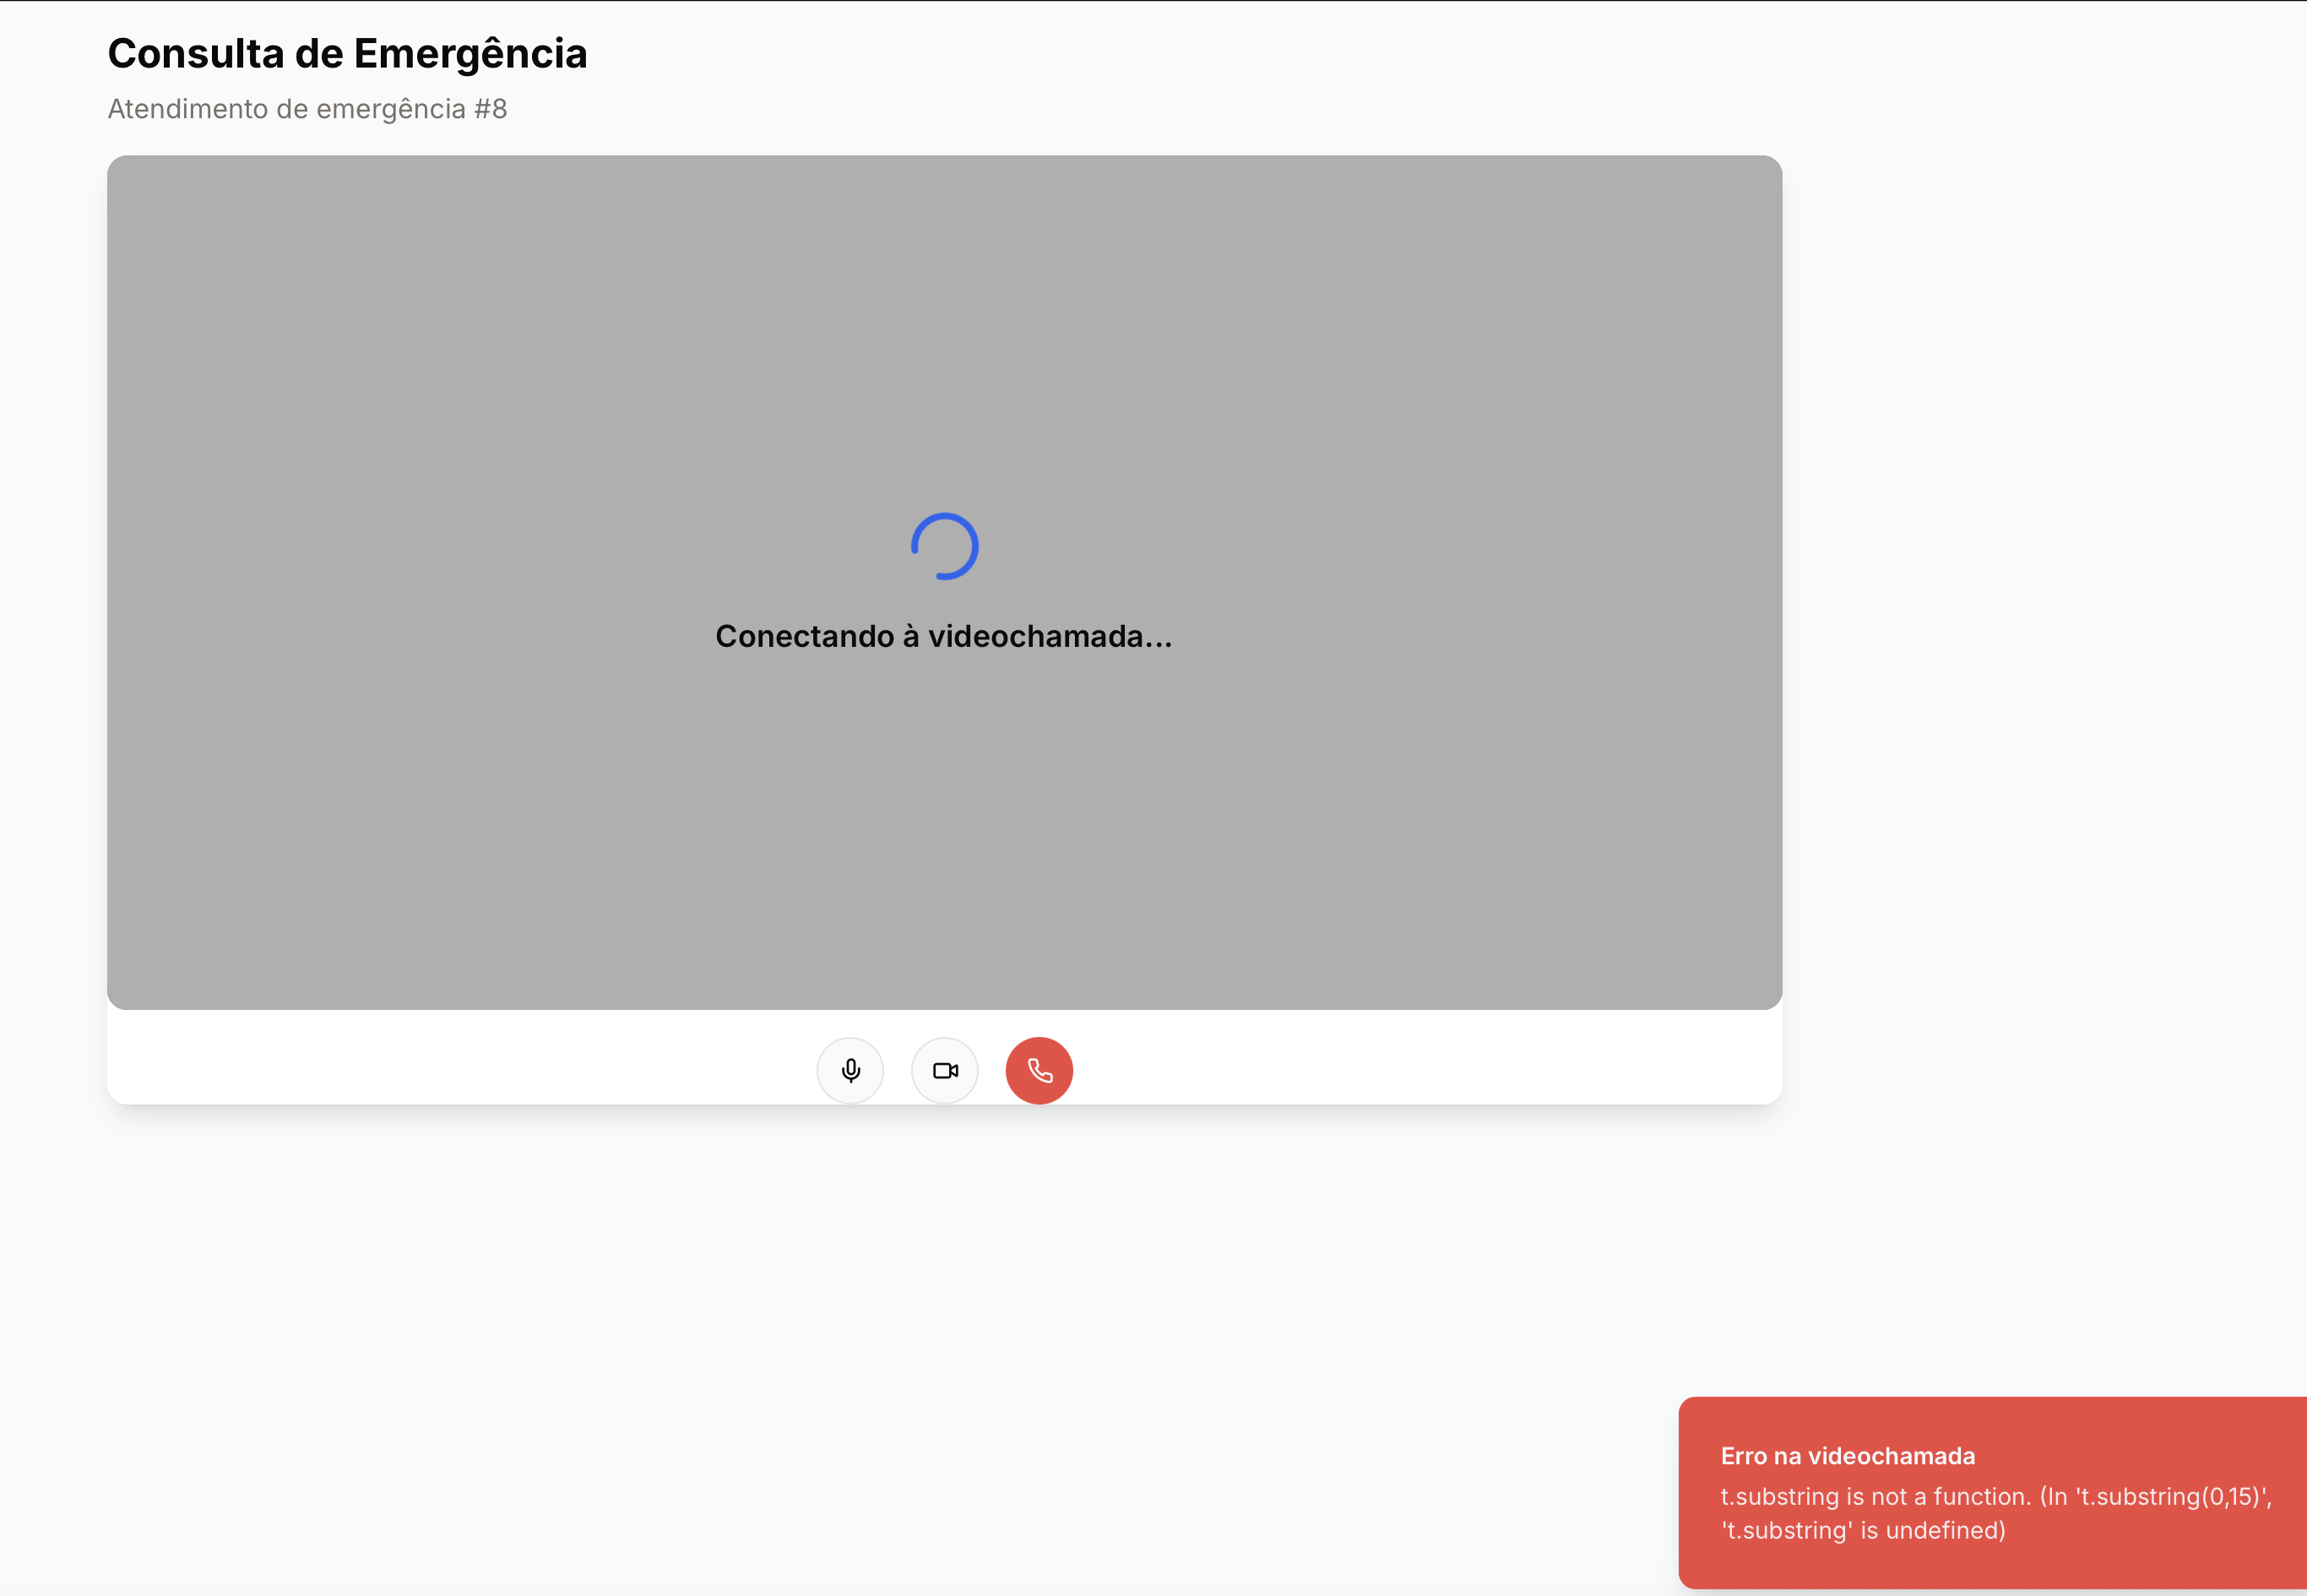 Consulta de Emergência
Atendimento de emergência #8
Conectando à videochamada...
Erro na videochamada
t.substring is not a function. (In 't.substring(0,15)',
't.substring' is undefined)